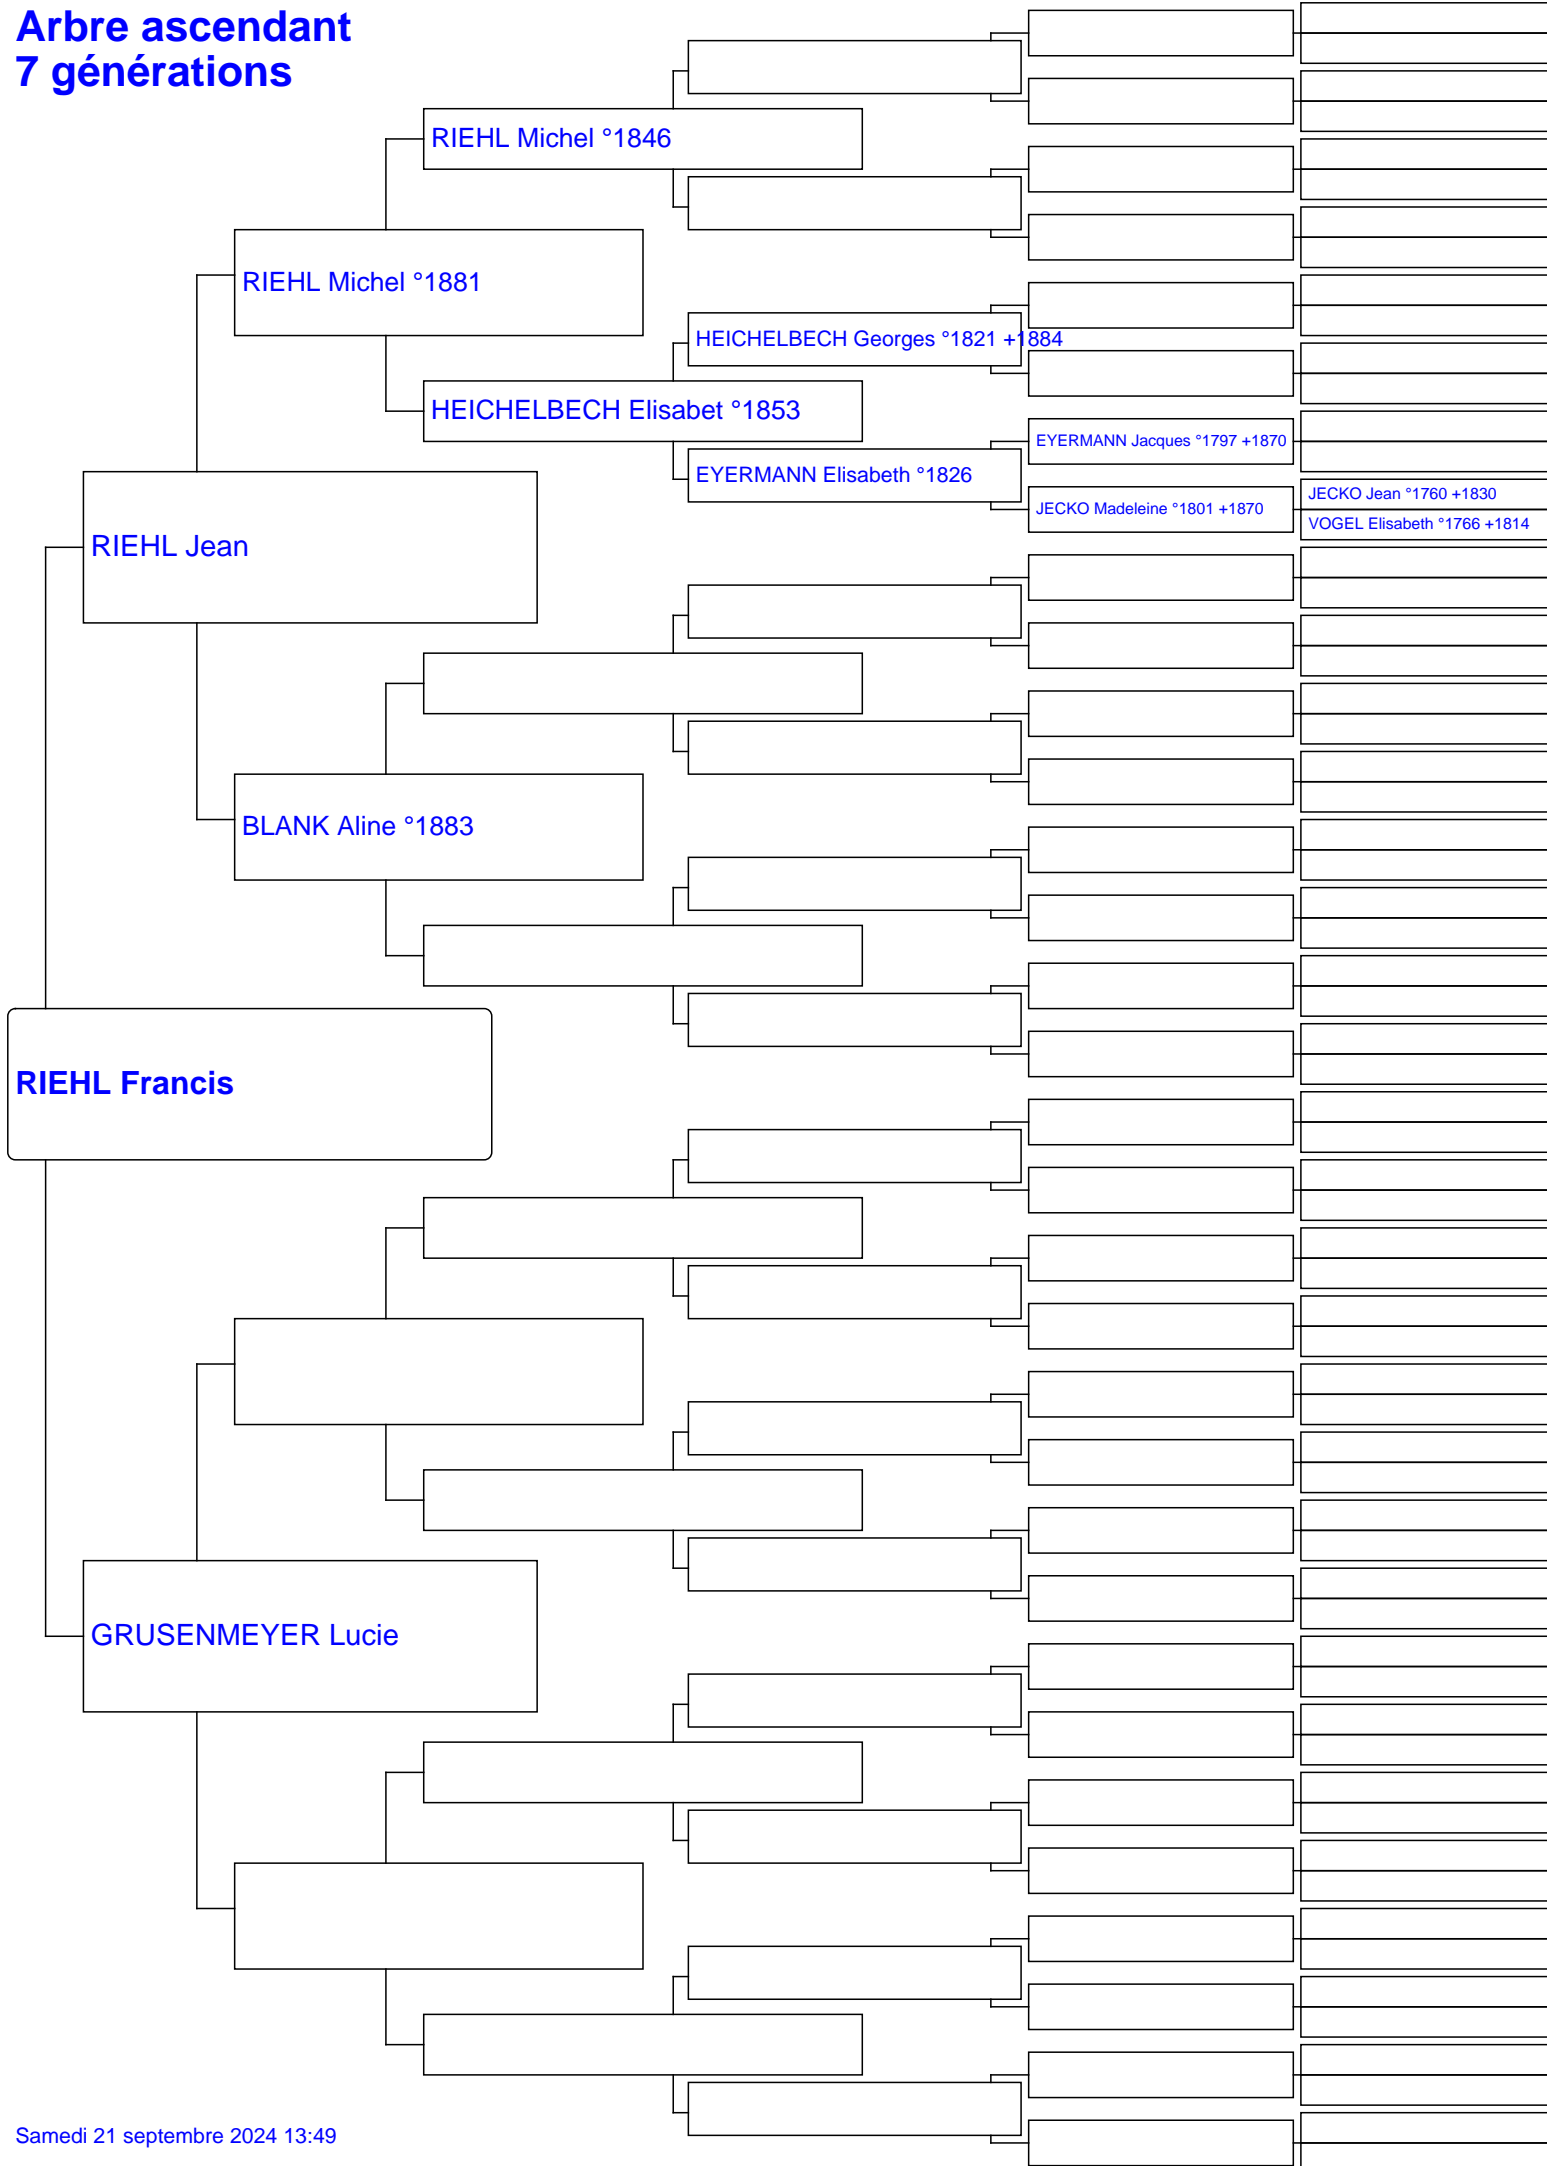 Arbre ascendant
7 générations
RIEHL Michel °1846
RIEHL Michel °1881
HEICHELBECH Georges °1821 +1884
HEICHELBECH Elisabet °1853
EYERMANN Jacques °1797 +1870
EYERMANN Elisabeth °1826
JECKO Jean °1760 +1830
JECKO Madeleine °1801 +1870
VOGEL Elisabeth °1766 +1814
RIEHL Jean
BLANK Aline °1883
RIEHL Francis
GRUSENMEYER Lucie
Samedi 21 septembre 2024 13:49